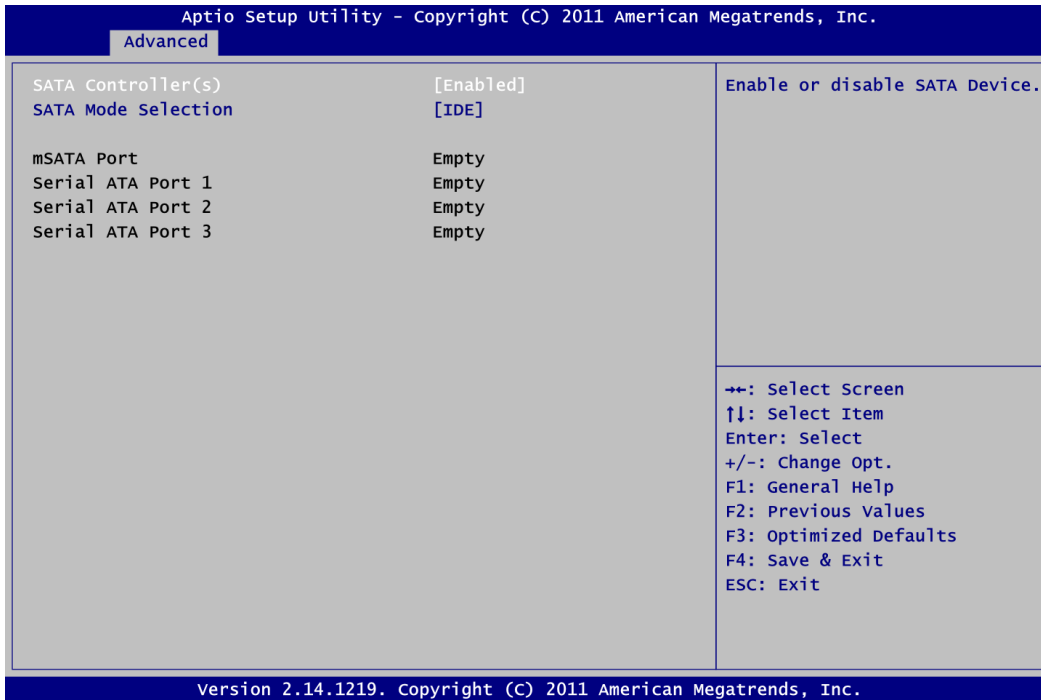 Aptio Setup Utility - Copyright (C) 2011 American Megatrends, Inc.
Advanced
SATA Controller(s) [Enabled]
SATA Mode Selection [IDE]
mSATA Port Empty
Serial ATA Port 1 Empty
Serial ATA Port 2 Empty
Serial ATA Port 3 Empty
Enable or disable SATA Device.
→←: Select Screen
↑↓: Select Item
Enter: Select
+/-: Change Opt.
F1: General Help
F2: Previous Values
F3: Optimized Defaults
F4: Save & Exit
ESC: Exit
Version 2.14.1219. Copyright (C) 2011 American Megatrends, Inc.